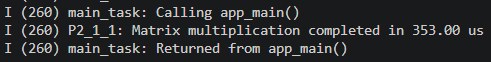 I (260) main_task: Calling app_main()
I (260) P2_1_1: Matrix multiplication completed in 353.00 us
I (260) main_task: Returned from app_main()